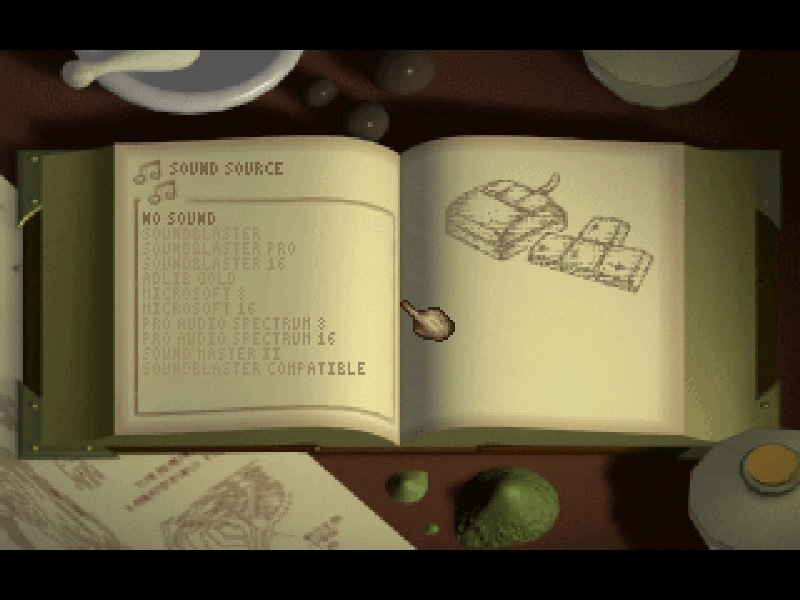 SOUND SOURCE
NO SOUND
SOUNDBLASTER
SOUNDBLASTER PRO
SOUNDBLASTER 16
ADLIB GOLD
MICROSOFT 8
MICROSOFT 16
PRO AUDIO SPECTRUM 8
PRO AUDIO SPECTRUM 16
SOUND MASTER II
SOUNDBLASTER COMPATIBLE